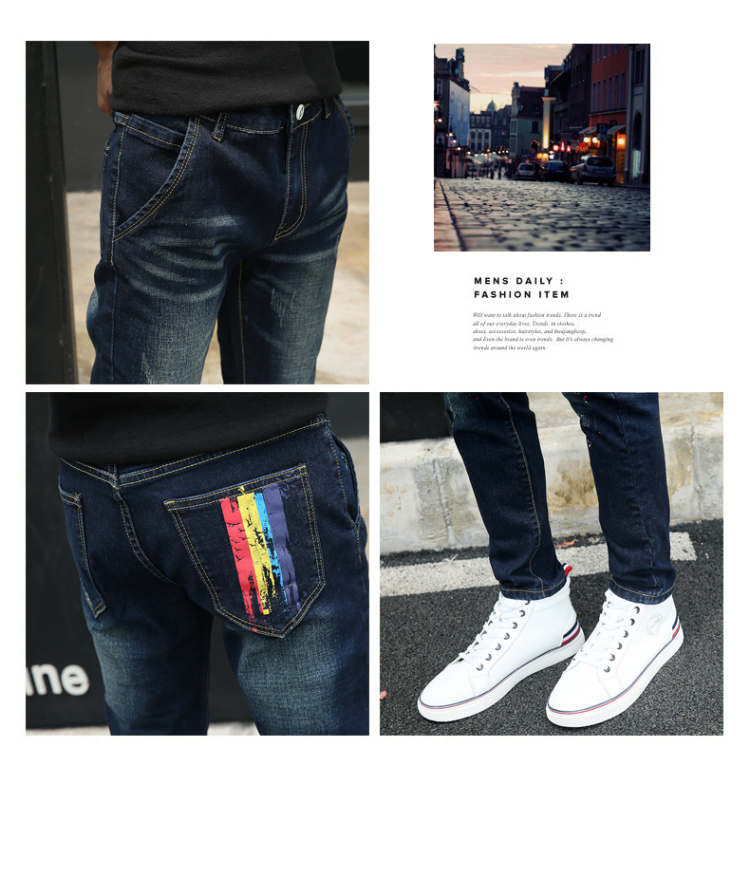 MENS DAILY :
FASHION ITEM
Will want to talk about fashion trends. There is a trend
all of our everyday lives. Trends in clothes,
shoes, accessories, hairstyles, and
and Even the brand is even trends. But it's always changing
trends around the world again
ine